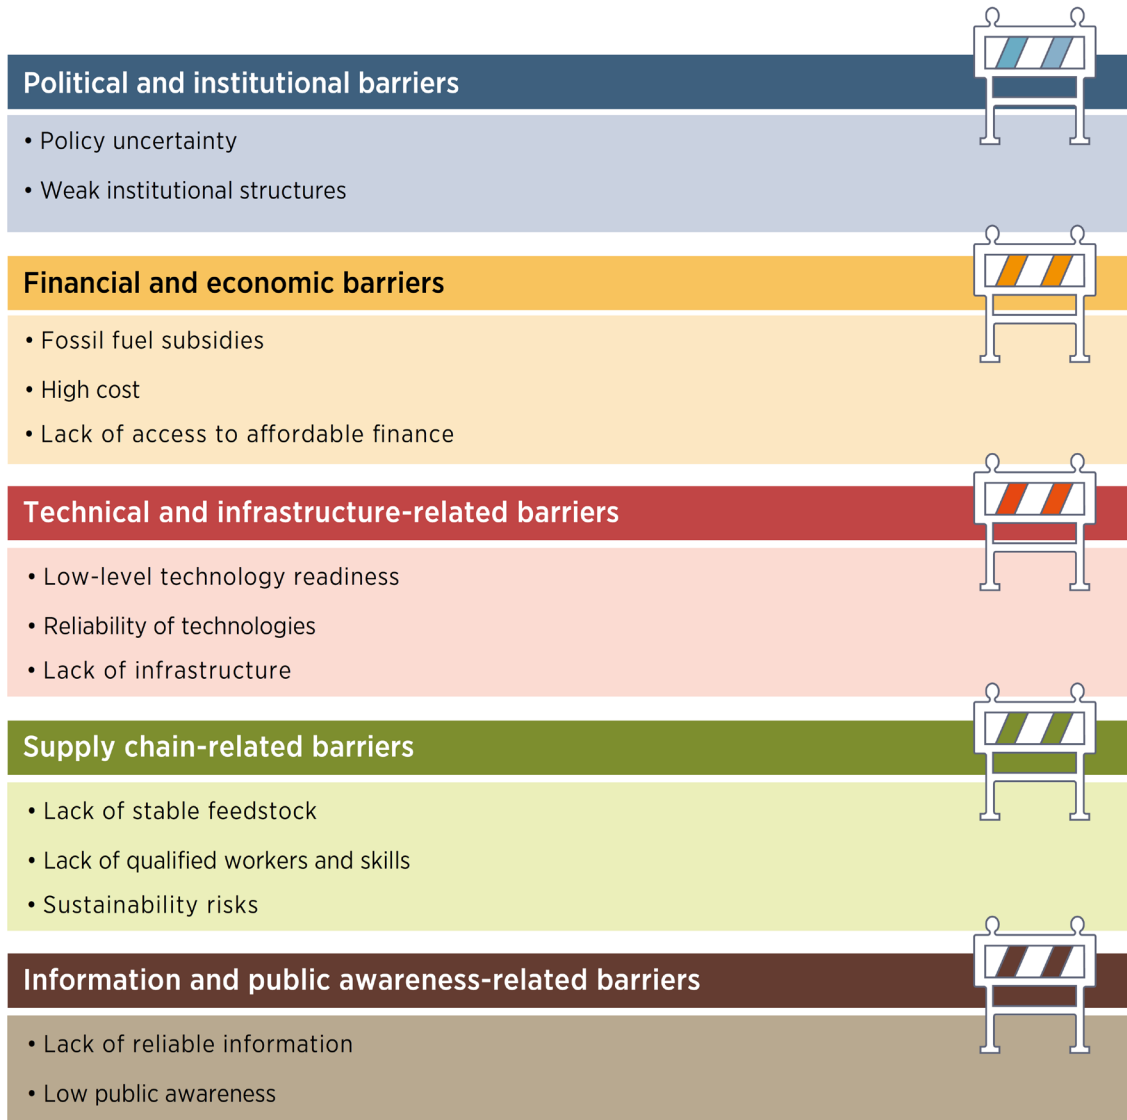 Political and institutional barriers
• Policy uncertainty
• Weak institutional structures
Financial and economic barriers
• Fossil fuel subsidies
• High cost
• Lack of access to affordable finance
Technical and infrastructure-related barriers
• Low-level technology readiness
• Reliability of technologies
• Lack of infrastructure
Supply chain-related barriers
• Lack of stable feedstock
• Lack of qualified workers and skills
• Sustainability risks
Information and public awareness-related barriers
• Lack of reliable information
• Low public awareness